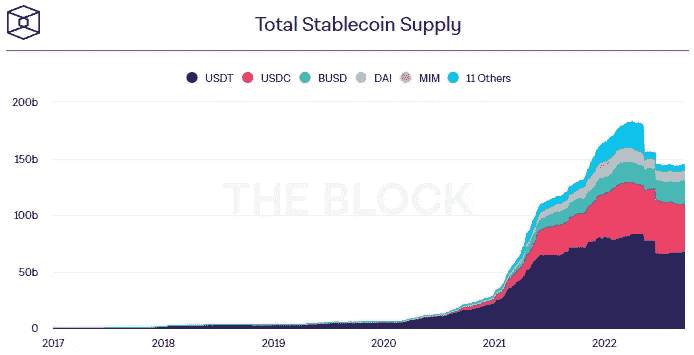 Total Stablecoin Supply
USDT USDC BUSD DAI MIM 11 Others
200b
150b
THE BLOCK
100b
50b
0
2017 2018 2019 2020 2021 2022